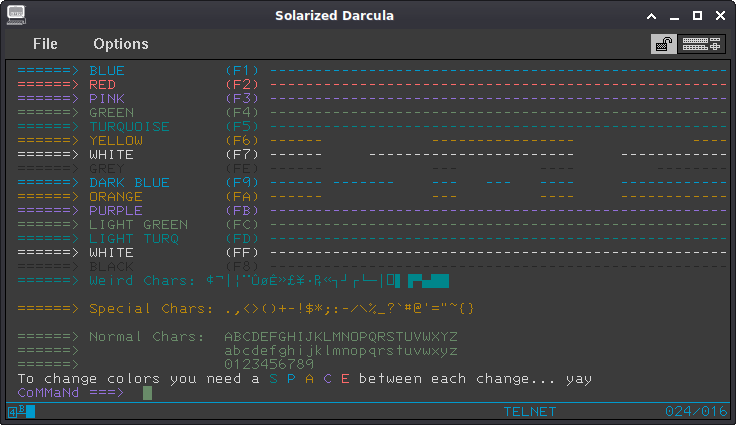 Solarized Darcula
File Options
======> BLUE (F1) ----------------------------------------------------------
======> RED (F2) ----------------------------------------------------------
======> PINK (F3) ----------------------------------------------------------
======> GREEN (F4) ----------------------------------------------------------
======> TURQUOISE (F5) ----------------------------------------------------------
======> YELLOW (F6) ------ ------------------ ----
======> WHITE (F7) ------ ------------------------- --------------
======> GREY (FE) ------ --- ----
======> DARK BLUE (F9) ------ ------- --- --- ---- --------------
======> ORANGE (FA) ------ --- ---- --------------
======> PURPLE (FB) ----------------------------------------------------------
======> LIGHT GREEN (FC) ----------------------------------------------------------
======> LIGHT TURQ (FD) ----------------------------------------------------------
======> WHITE (FF) ----------------------------------------------------------
======> BLACK (F8) ----------------------------------------------------------
======> Weird Chars:
======> Special Chars: .,<>()+-!$*;:-/\%_?`#@'="~{}
======> Normal Chars: ABCDEFGHIJKLMNOPQRSTUVWXYZ
======> abcdefghijklmnopqrstuvwxyz
======> 0123456789
To change colors you need a S P A C E between each change... yay
CoMMaNd ===>
4 B TELNET 024/016